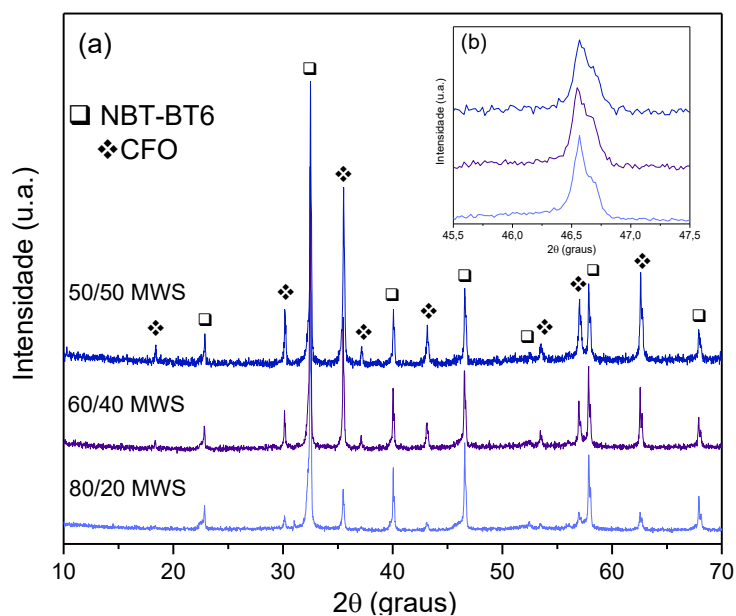 (a)
(b)
❑ NBT-BT6
❖CFO
50/50 MWS
60/40 MWS
80/20 MWS
Intensidade (u.a.)
10 20 30 40 50 60 70
2θ (graus)
Intensidade (u.a.)
45,5 46,0 46,5 47,0 47,5
2θ (graus)